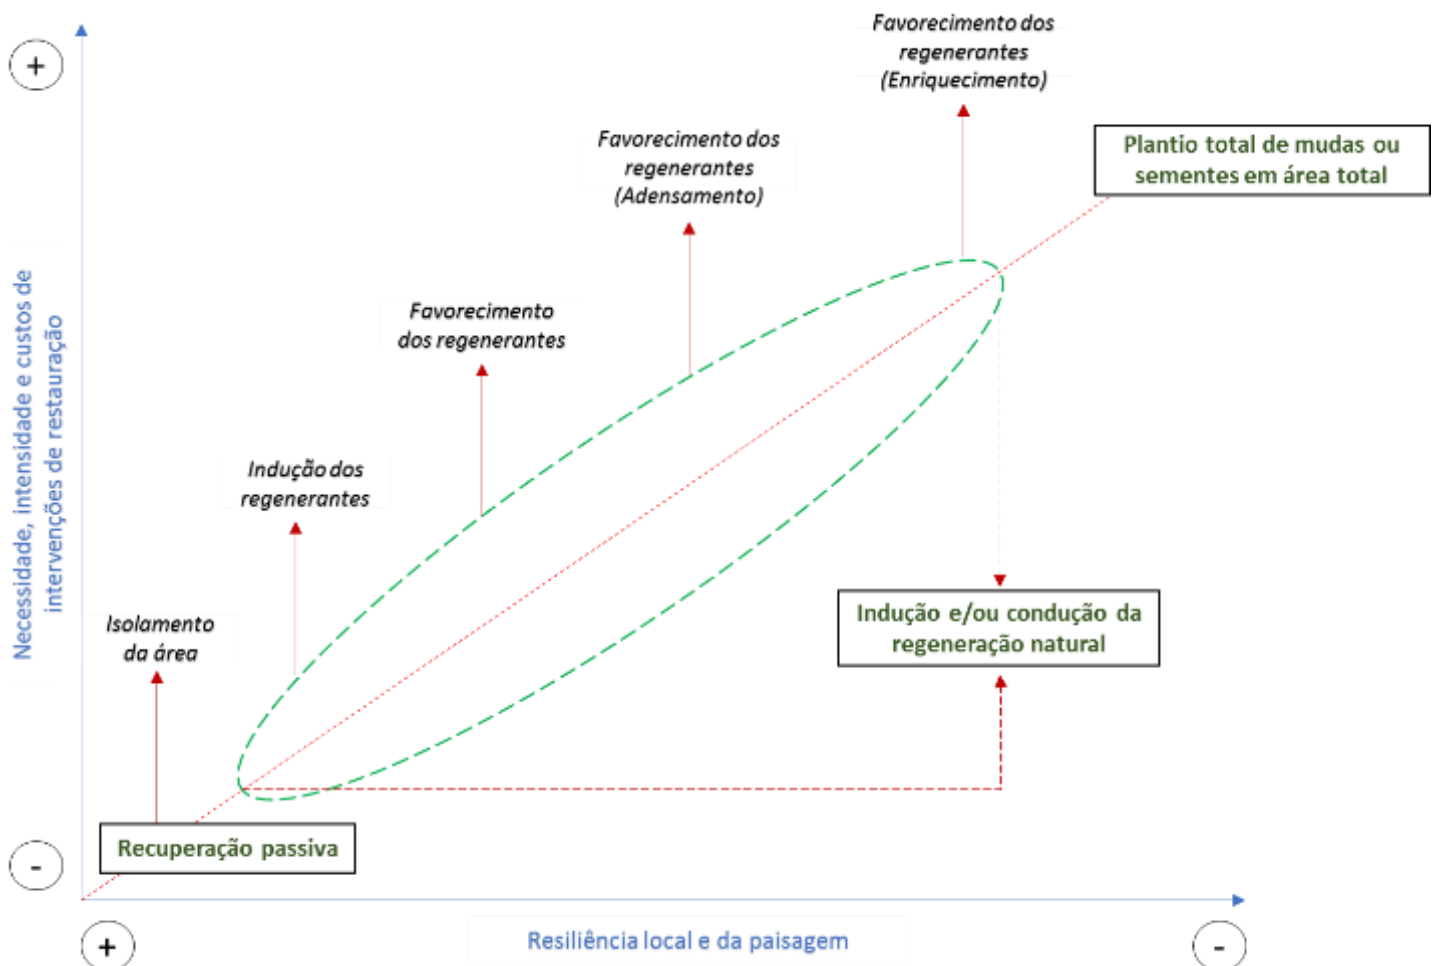 +
Favorecimento dos
regenerantes
(Enriquecimento)
Favorecimento dos
regenerantes
(Adensamento)
Plantio total de mudas ou
sementes em área total
Favorecimento
dos regenerantes
Necessidade, intensidade e custos de
intervenções de restauração
Indução dos
regenerantes
Isolamento
da área
Indução e/ou condução da
regeneração natural
Recuperação passiva
-
+
Resiliência local e da paisagem
-